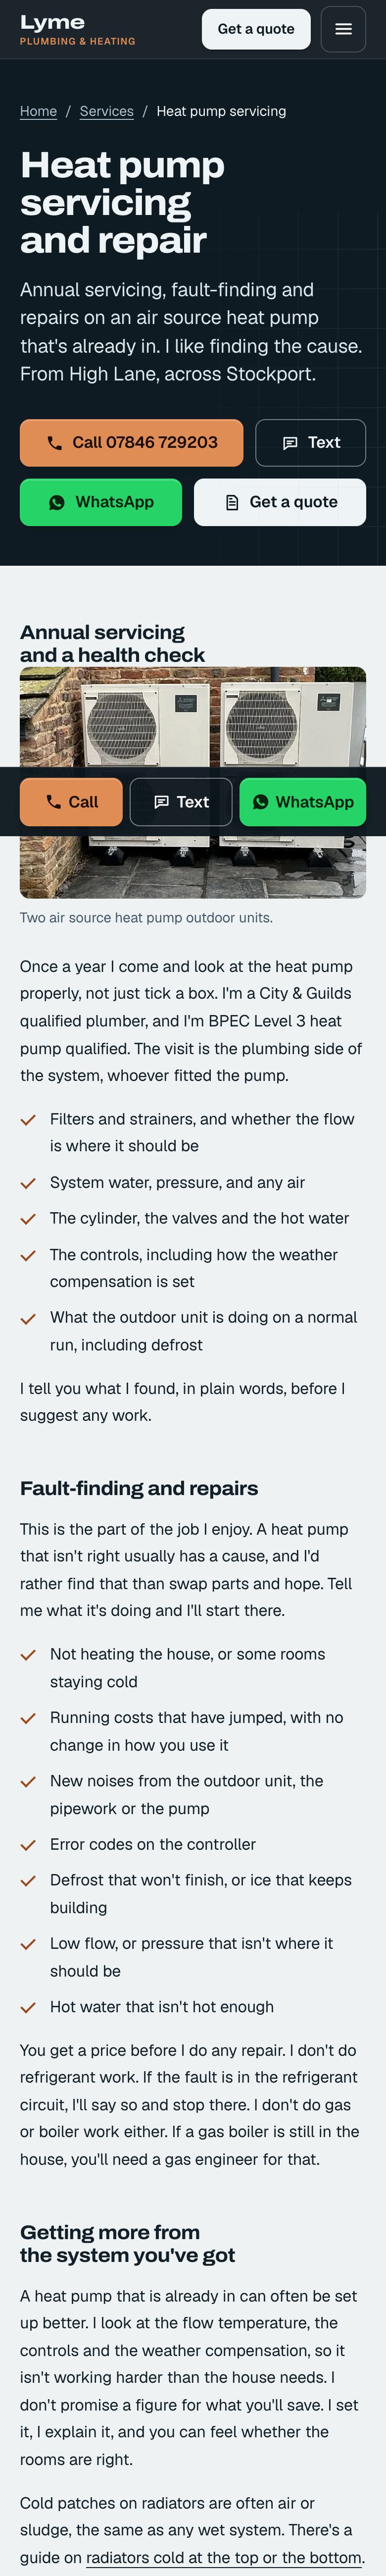 Lyme
PLUMBING & HEATING
Get a quote
Home / Services / Heat pump servicing
Heat pump
servicing
and repair
Annual servicing, fault-finding and
repairs on an air source heat pump
that's already in. I like finding the cause.
From High Lane, across Stockport.
Call 07846 729203
Text
WhatsApp
Get a quote
Annual servicing
and a health check
Call
Text
WhatsApp
Two air source heat pump outdoor units.
Once a year I come and look at the heat pump
properly, not just tick a box. I'm a City & Guilds
qualified plumber, and I'm BPEC Level 3 heat
pump qualified. The visit is the plumbing side of
the system, whoever fitted the pump.
Filters and strainers, and whether the flow
is where it should be
System water, pressure, and any air
The cylinder, the valves and the hot water
The controls, including how the weather
compensation is set
What the outdoor unit is doing on a normal
run, including defrost
I tell you what I found, in plain words, before I
suggest any work.
Fault-finding and repairs
This is the part of the job I enjoy. A heat pump
that isn't right usually has a cause, and I'd
rather find that than swap parts and hope. Tell
me what it's doing and I'll start there.
Not heating the house, or some rooms
staying cold
Running costs that have jumped, with no
change in how you use it
New noises from the outdoor unit, the
pipework or the pump
Error codes on the controller
Defrost that won't finish, or ice that keeps
building
Low flow, or pressure that isn't where it
should be
Hot water that isn't hot enough
You get a price before I do any repair. I don't do
refrigerant work. If the fault is in the refrigerant
circuit, I'll say so and stop there. I don't do gas
or boiler work either. If a gas boiler is still in the
house, you'll need a gas engineer for that.
Getting more from
the system you've got
A heat pump that is already in can often be set
up better. I look at the flow temperature, the
controls and the weather compensation, so it
isn't working harder than the house needs. I
don't promise a figure for what you'll save. I set
it, I explain it, and you can feel whether the
rooms are right.
Cold patches on radiators are often air or
sludge, the same as any wet system. There's a
guide on radiators cold at the top or the bottom.